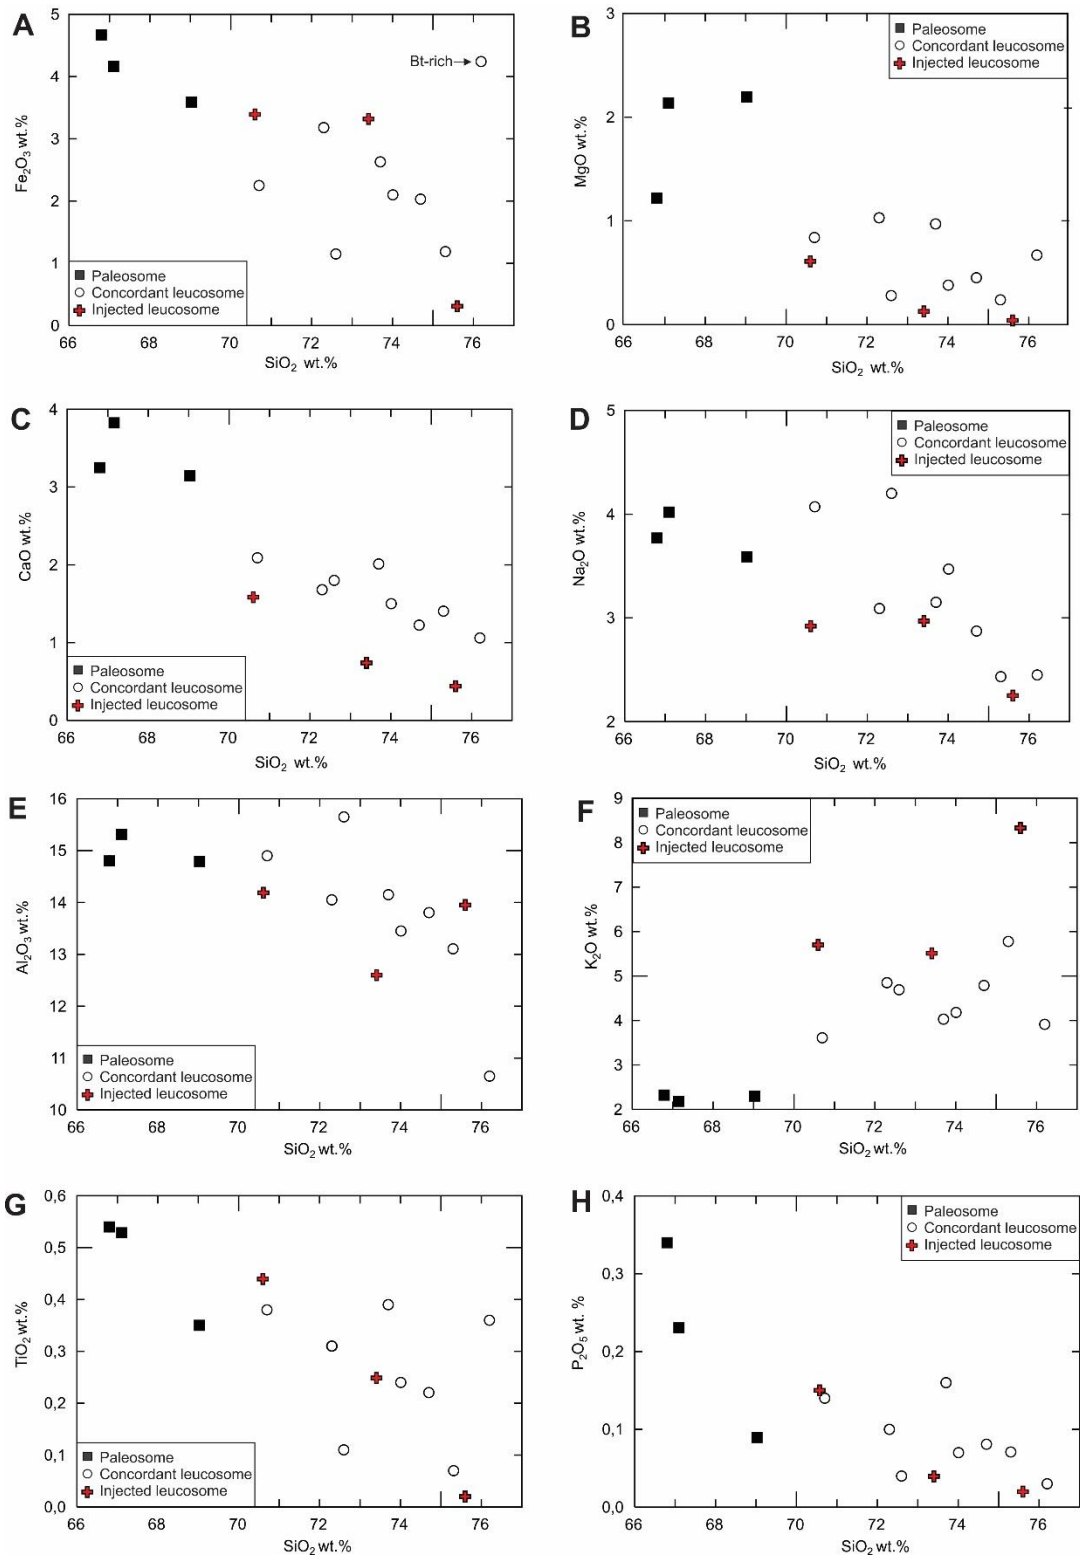 A
5
4
3
2
1
0
Fe₂O₃ wt.%
Bt-rich
Paleosome
Concordant leucosome
Injected leucosome
66
70
72
74
76
SiO₂ wt.%
B
3
2
1
0
MgO wt.%
Paleosome
Concordant leucosome
Injected leucosome
66
70
72
74
76
SiO₂ wt.%
C
4
3
2
1
0
CaO wt.%
Paleosome
Concordant leucosome
Injected leucosome
66
70
72
74
76
SiO₂ wt.%
D
5
4
3
2
Na₂O wt.%
Paleosome
Concordant leucosome
Injected leucosome
66
70
72
74
76
SiO₂ wt.%
E
16
15
14
13
12
11
10
Al₂O₃ wt.%
Paleosome
Concordant leucosome
Injected leucosome
66
68
70
72
74
76
SiO₂ wt.%
F
9
8
7
6
5
4
3
2
K₂O wt.%
Paleosome
Concordant leucosome
Injected leucosome
66
68
70
72
74
76
SiO₂ wt.%
G
0,6
0,5
0,4
0,3
0,2
0,1
0,0
TiO₂ wt.%
Paleosome
Concordant leucosome
Injected leucosome
66
68
70
72
74
76
SiO₂ wt.%
H
0,4
0,3
0,2
0,1
0,0
P₂O₅ wt. %
Paleosome
Concordant leucosome
Injected leucosome
66
68
70
72
74
76
SiO₂ wt.%